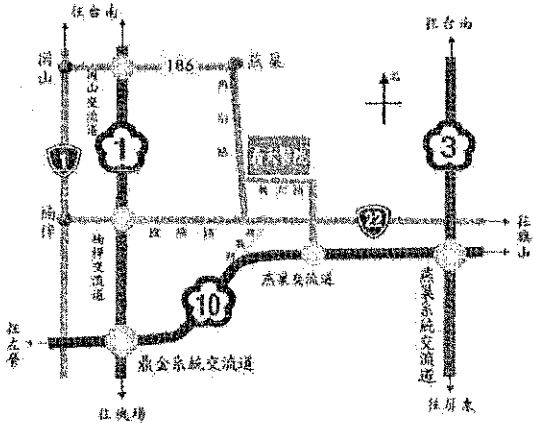 往台南
往台南
岡山
186
燕巢
北
岡山交流道
1
1
3
楠梓
22
往旗山
楠梓交流道
燕巢交流道
10
燕巢系統交流道
往左營
鼎金系統交流道
往機場
往屏東